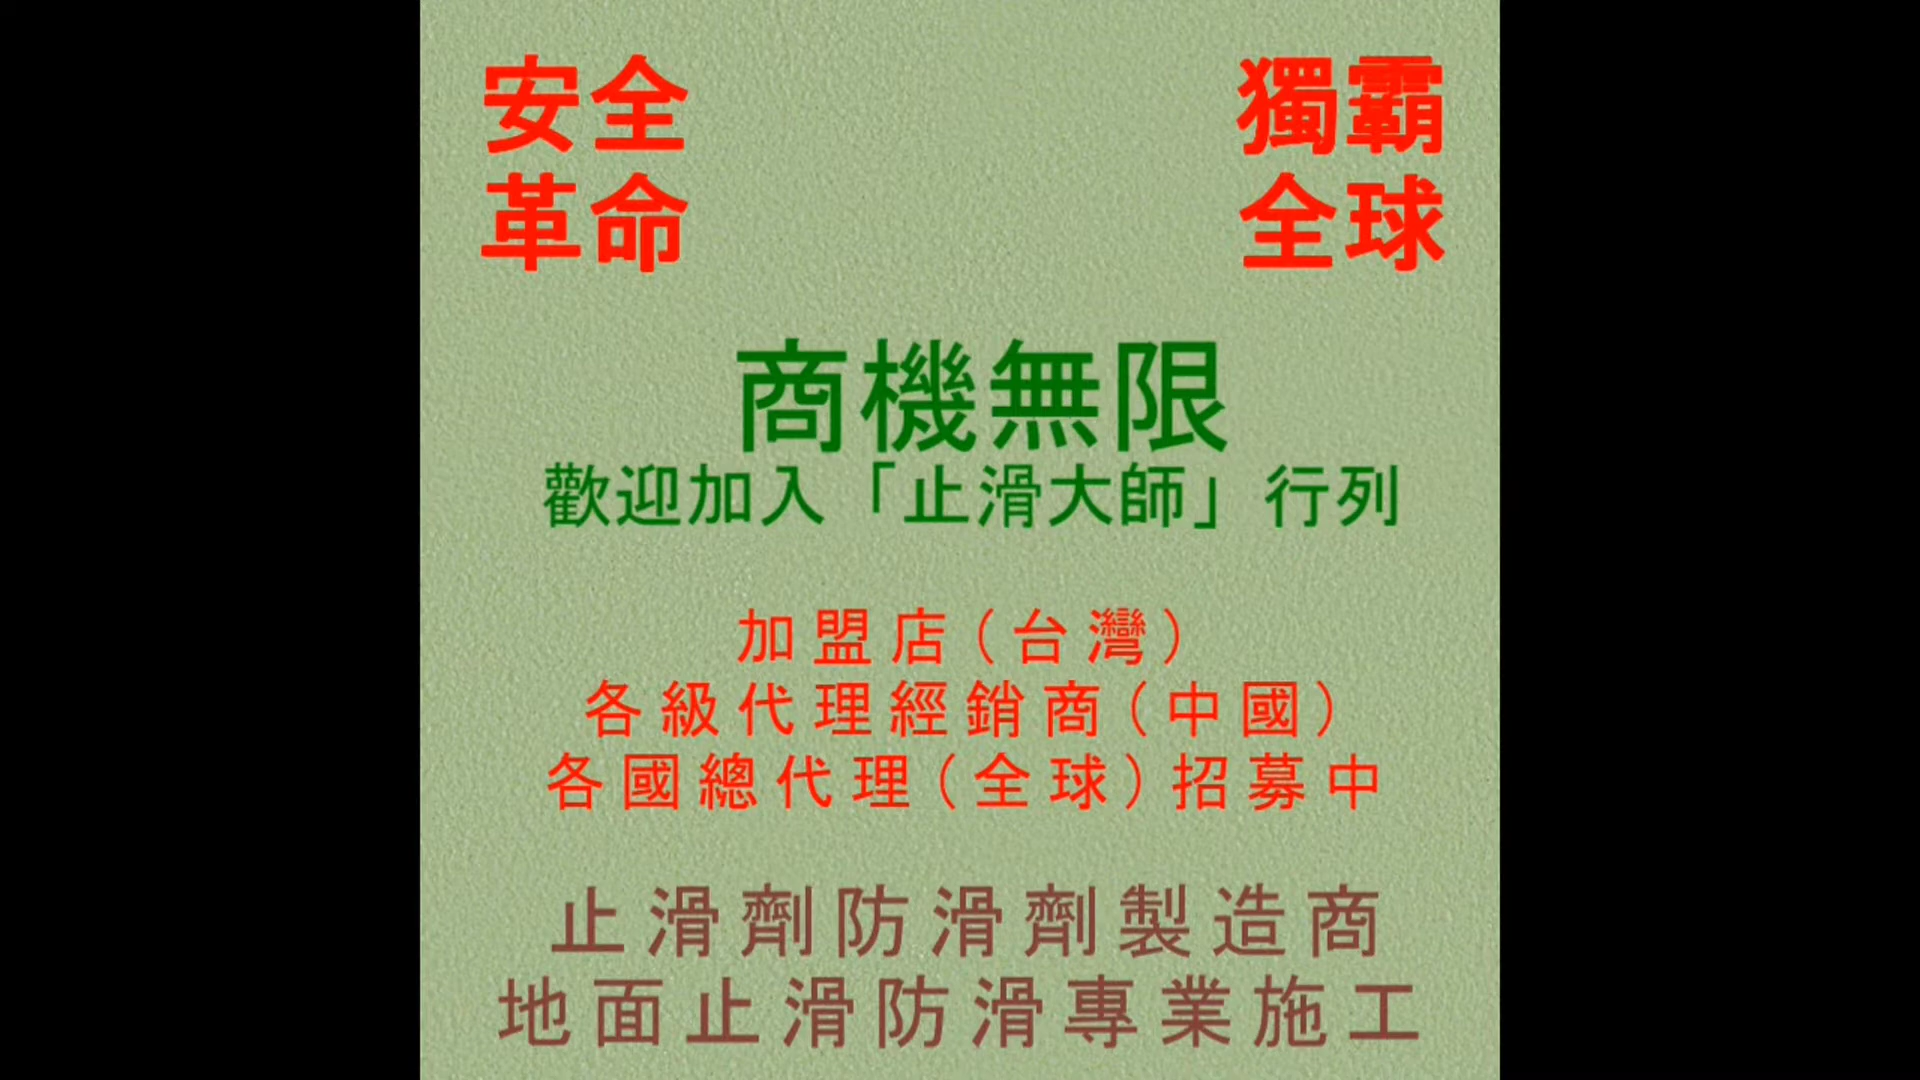 安全
革命
獨霸
全球
商機無限
歡迎加入「止滑大師」行列
加盟店(台灣)
各級代理經銷商(中國)
各國總代理(全球)招募中
止滑劑防滑劑製造商
地面止滑防滑專業施工